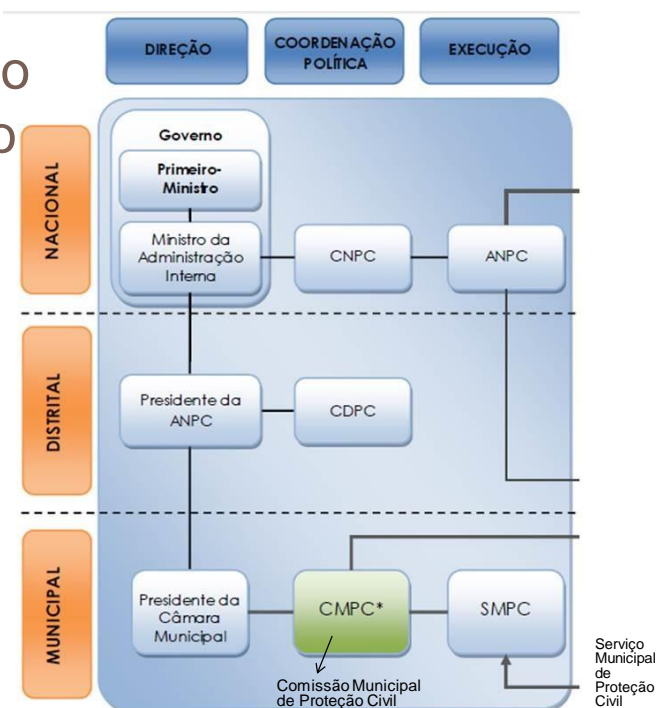 o
o
DIREÇÃO
COORDENAÇÃO
POLÍTICA
EXECUÇÃO
NACIONAL
Governo
Primeiro-
Ministro
Ministro da
Administração
Interna
CNPC
ANPC
DISTRITAL
Presidente da
ANPC
CDPC
MUNICIPAL
Presidente da
Câmara
Municipal
CMPC*
SMPC
Comissão Municipal
de Proteção Civil
Serviço
Municipal
de
Proteção
Civil